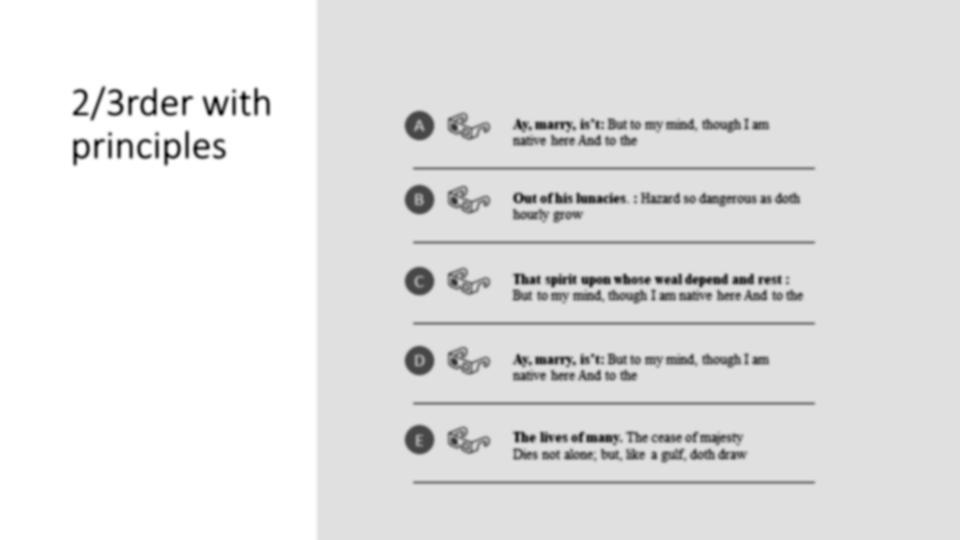 2/3rder with
principles
A
Ay, marry, is't: But to my mind, though I am
native here And to the
B
Out of his lunacies. : Hazard so dangerous as doth
hourly grow
C
That spirit upon whose weal depend and rest :
But to my mind, though I am native here And to the
D
Ay, marry, is't: But to my mind, though I am
native here And to the
E
The lives of many. The cease of majesty
Dies not alone; but, like a gulf, doth draw